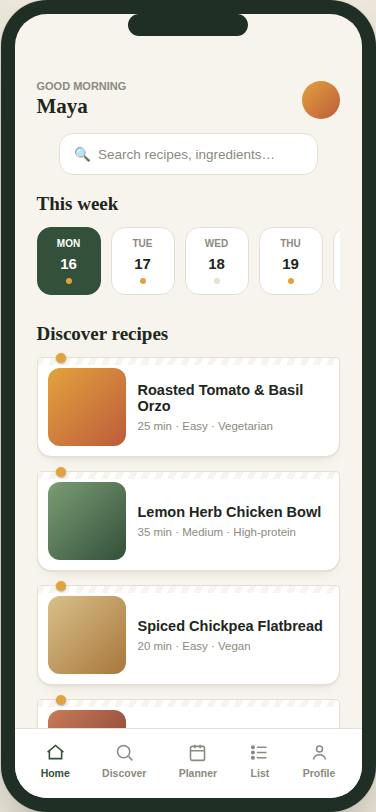 GOOD MORNING
Maya
Search recipes, ingredients…
This week
MON TUE WED THU
16 17 18 19
Discover recipes
Roasted Tomato & Basil
Orzo
25 min · Easy · Vegetarian
Lemon Herb Chicken Bowl
35 min · Medium · High-protein
Spiced Chickpea Flatbread
20 min · Easy · Vegan
Home Discover Planner List Profile